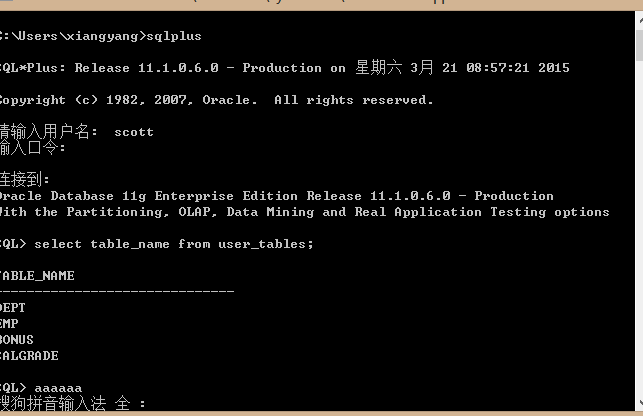 C:\Users\xiangyang>sqlplus
SQL*Plus: Release 11.1.0.6.0 - Production on 星期六 3月 21 08:57:21 2015
Copyright (c) 1982, 2007, Oracle.  All rights reserved.
请输入用户名:  scott
输入口令:
连接到:
Oracle Database 11g Enterprise Edition Release 11.1.0.6.0 - Production
With the Partitioning, OLAP, Data Mining and Real Application Testing options
SQL> select table_name from user_tables;
TABLE_NAME
------------------------------
DEPT
EMP
BONUS
SALGRADE
SQL> aaaaaa
搜狗拼音输入法 全 :